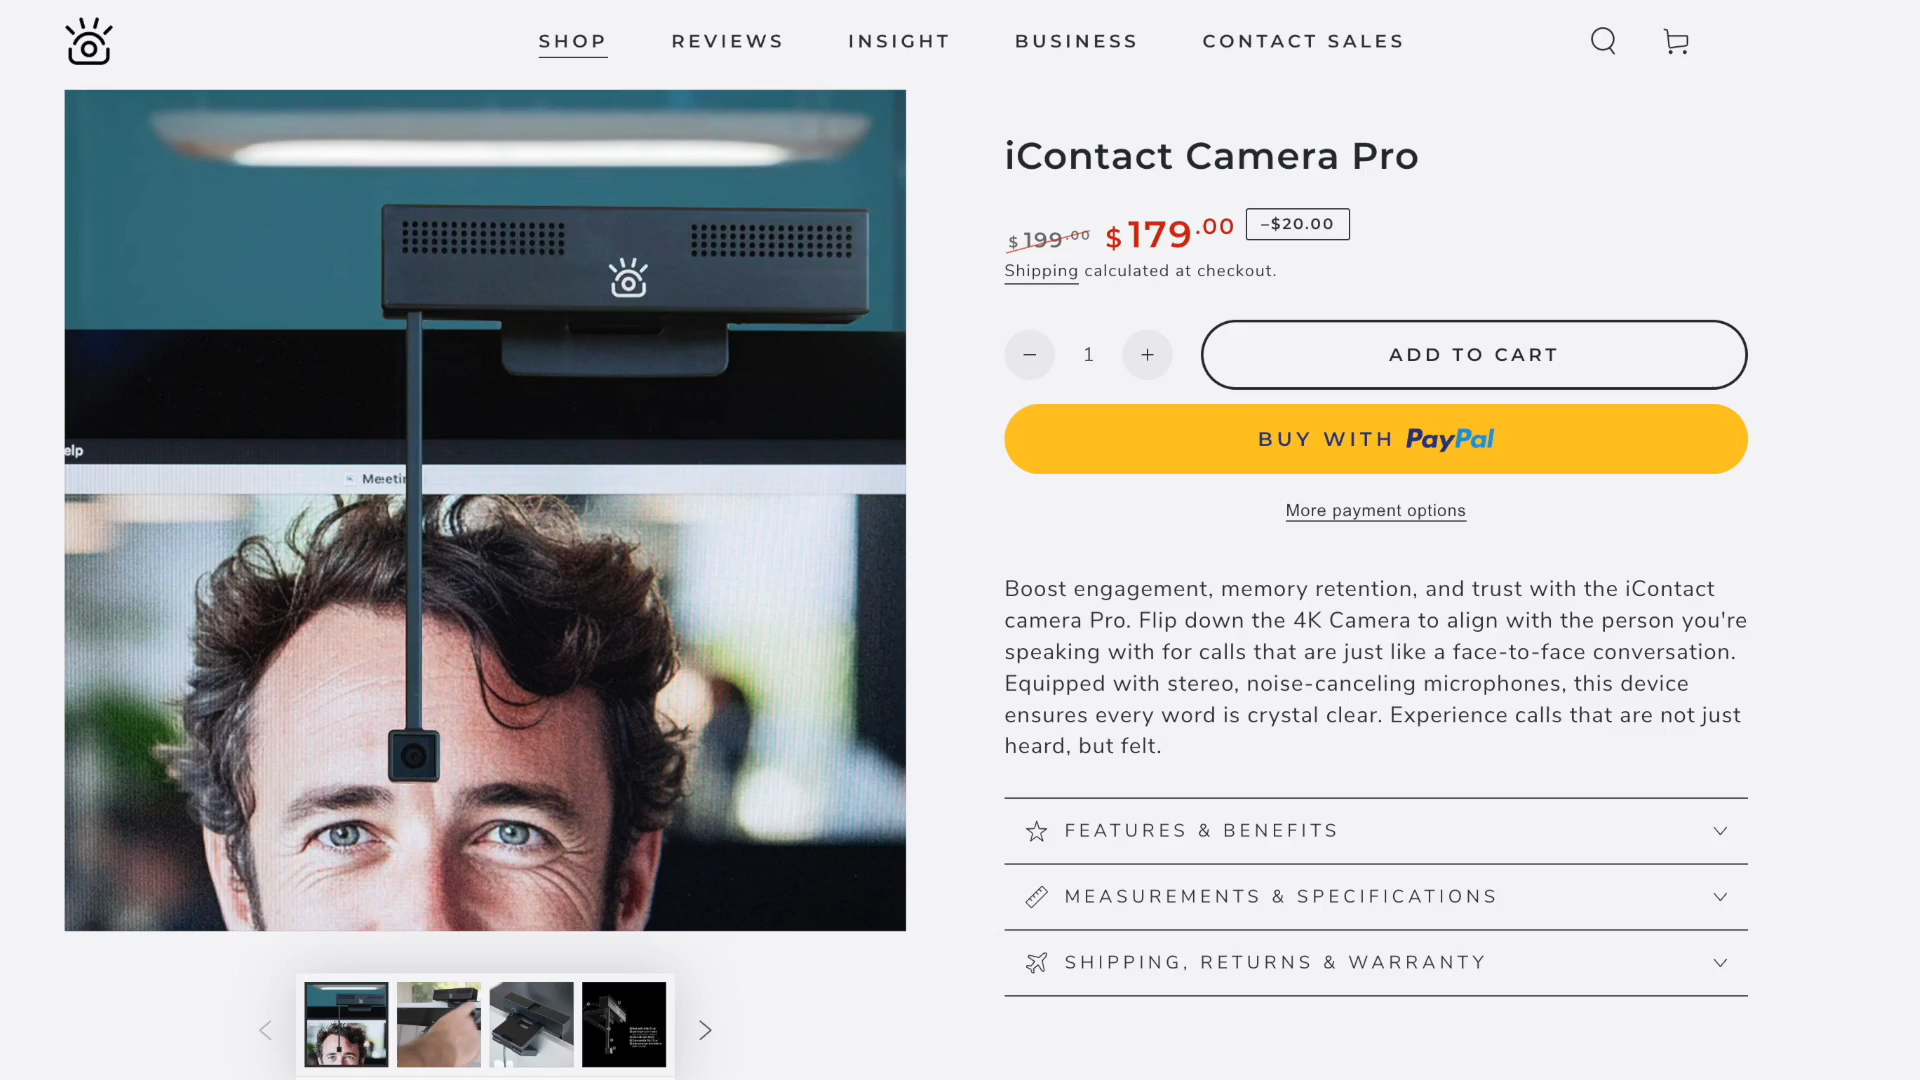 SHOP
REVIEWS
INSIGHT
BUSINESS
CONTACT SALES
elp
Meetin
iContact Camera Pro
$199.00 $179.00 –$20.00
Shipping calculated at checkout.
− 1 +
ADD TO CART
BUY WITH PayPal
More payment options
Boost engagement, memory retention, and trust with the iContact
camera Pro. Flip down the 4K Camera to align with the person you're
speaking with for calls that are just like a face-to-face conversation.
Equipped with stereo, noise-canceling microphones, this device
ensures every word is crystal clear. Experience calls that are not just
heard, but felt.
FEATURES & BENEFITS
MEASUREMENTS & SPECIFICATIONS
SHIPPING, RETURNS & WARRANTY